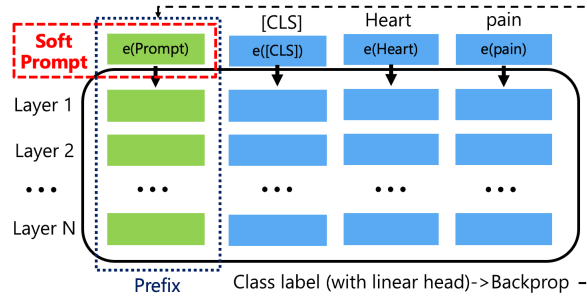 [CLS] Heart pain
Soft Prompt
e(Prompt) e([CLS]) e(Heart) e(pain)
Layer 1
Layer 2
... ... ... ... ...
Layer N
Prefix
Class label (with linear head)->Backprop